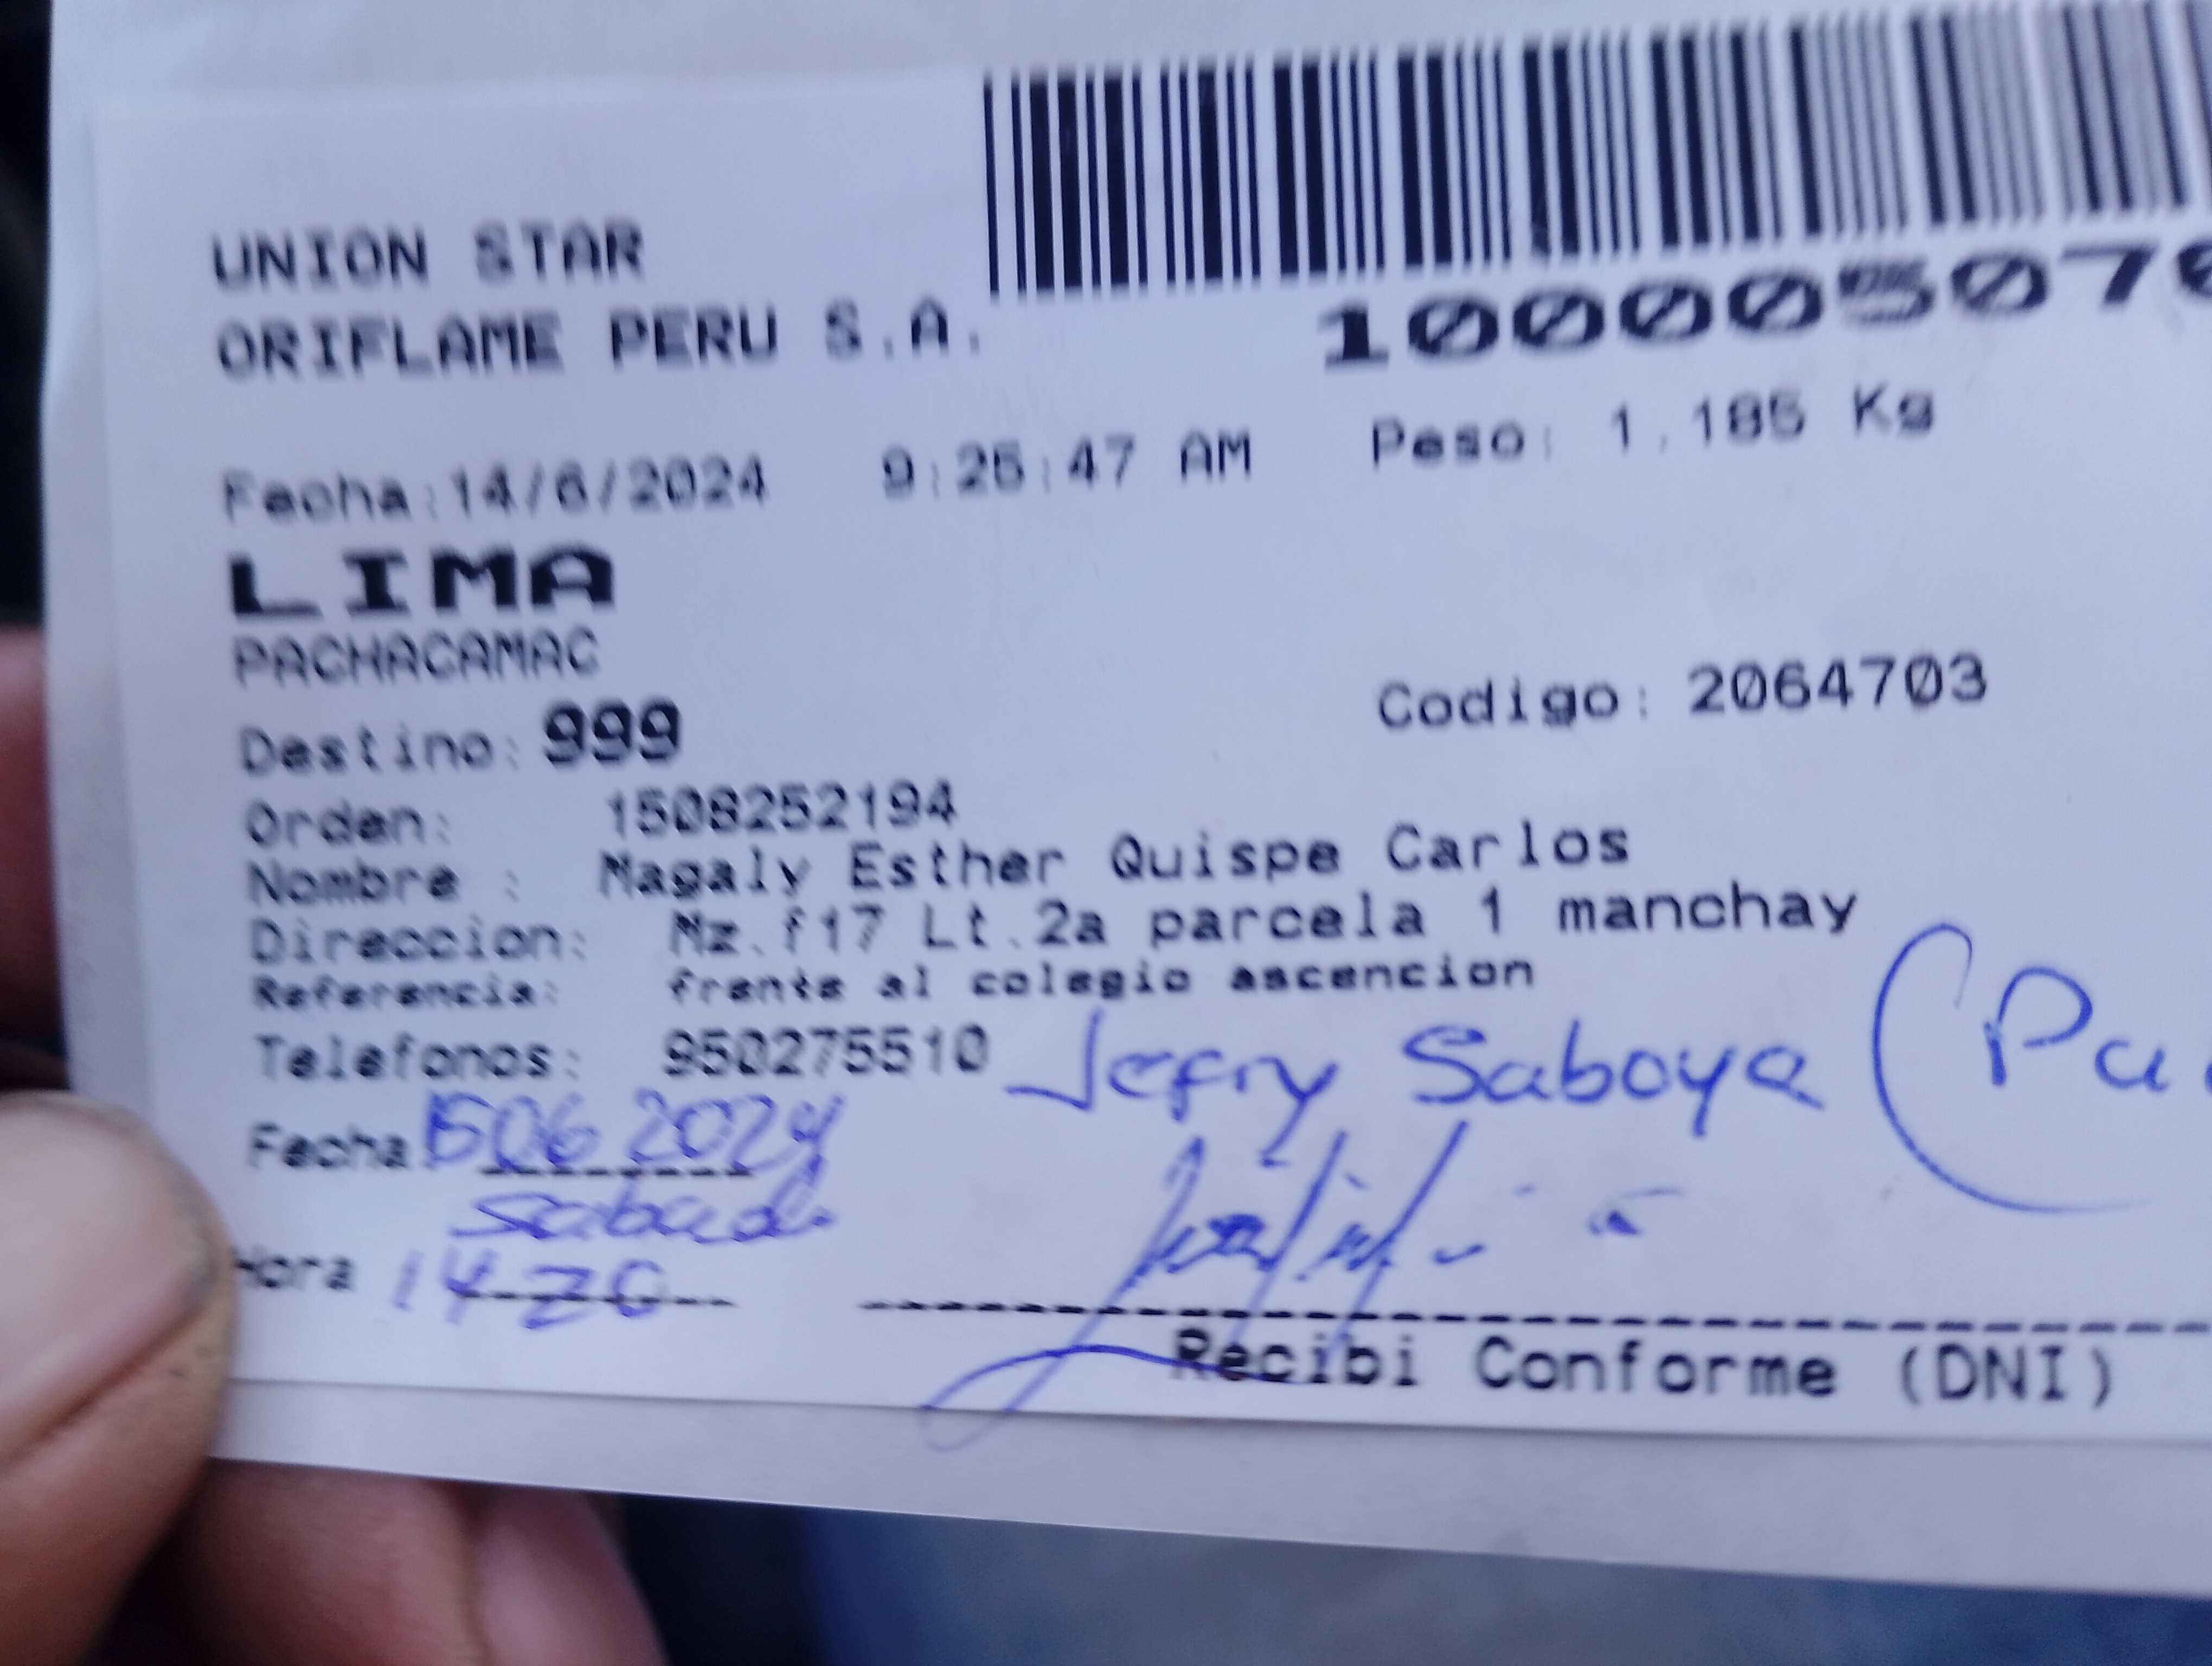 UNION STAR
ORIFLAME PERU S.A.
100005070
Fecha:14/6/2024 9:25:47 AM Peso: 1.185 Kg
LIMA
PACHACAMAC
Destino: 999 Codigo: 2064703
Orden: 1508252194
Nombre : Magaly Esther Quispe Carlos
Direccion: Mz.f17 Lt.2a parcela 1 manchay
Referencia: frente al colegio ascencion
Telefonos: 950275510 Jefry Saboya (Pa
Fecha 15 06 2024
sabado
Hora 14 20
Recibi Conforme (DNI)